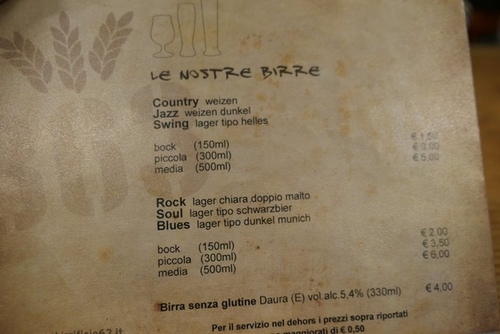 LE NOSTRE BIRRE
Country weizen
Jazz weizen dunkel
Swing lager tipo helles
bock (150ml) € 1,50
piccola (300ml) € 3,00
media (500ml) € 5,00
Rock lager chiara doppio malto
Soul lager tipo schwarzbier
Blues lager tipo dunkel munich
bock (150ml) € 2,00
piccola (300ml) € 3,50
media (500ml) € 6,00
Birra senza glutine Daura (E) vol alc.5,4% (330ml) € 4,00
Per il servizio nel dehors i prezzi sopra riportati
maggiorati di € 0,50